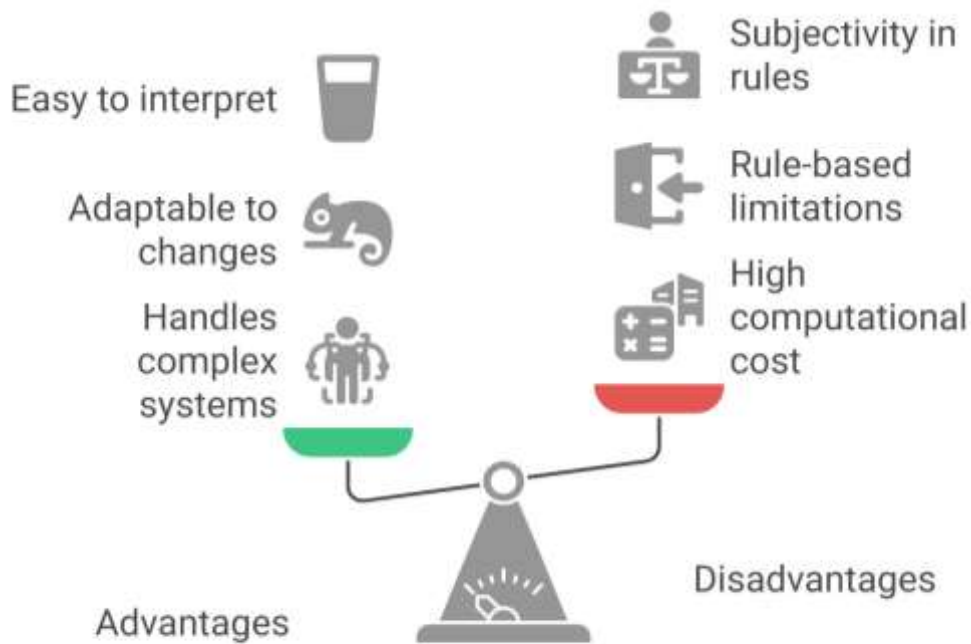 Easy to interpret
Adaptable to
changes
Handles
complex
systems
Subjectivity in
rules
Rule-based
limitations
High
computational
cost
Advantages
Disadvantages